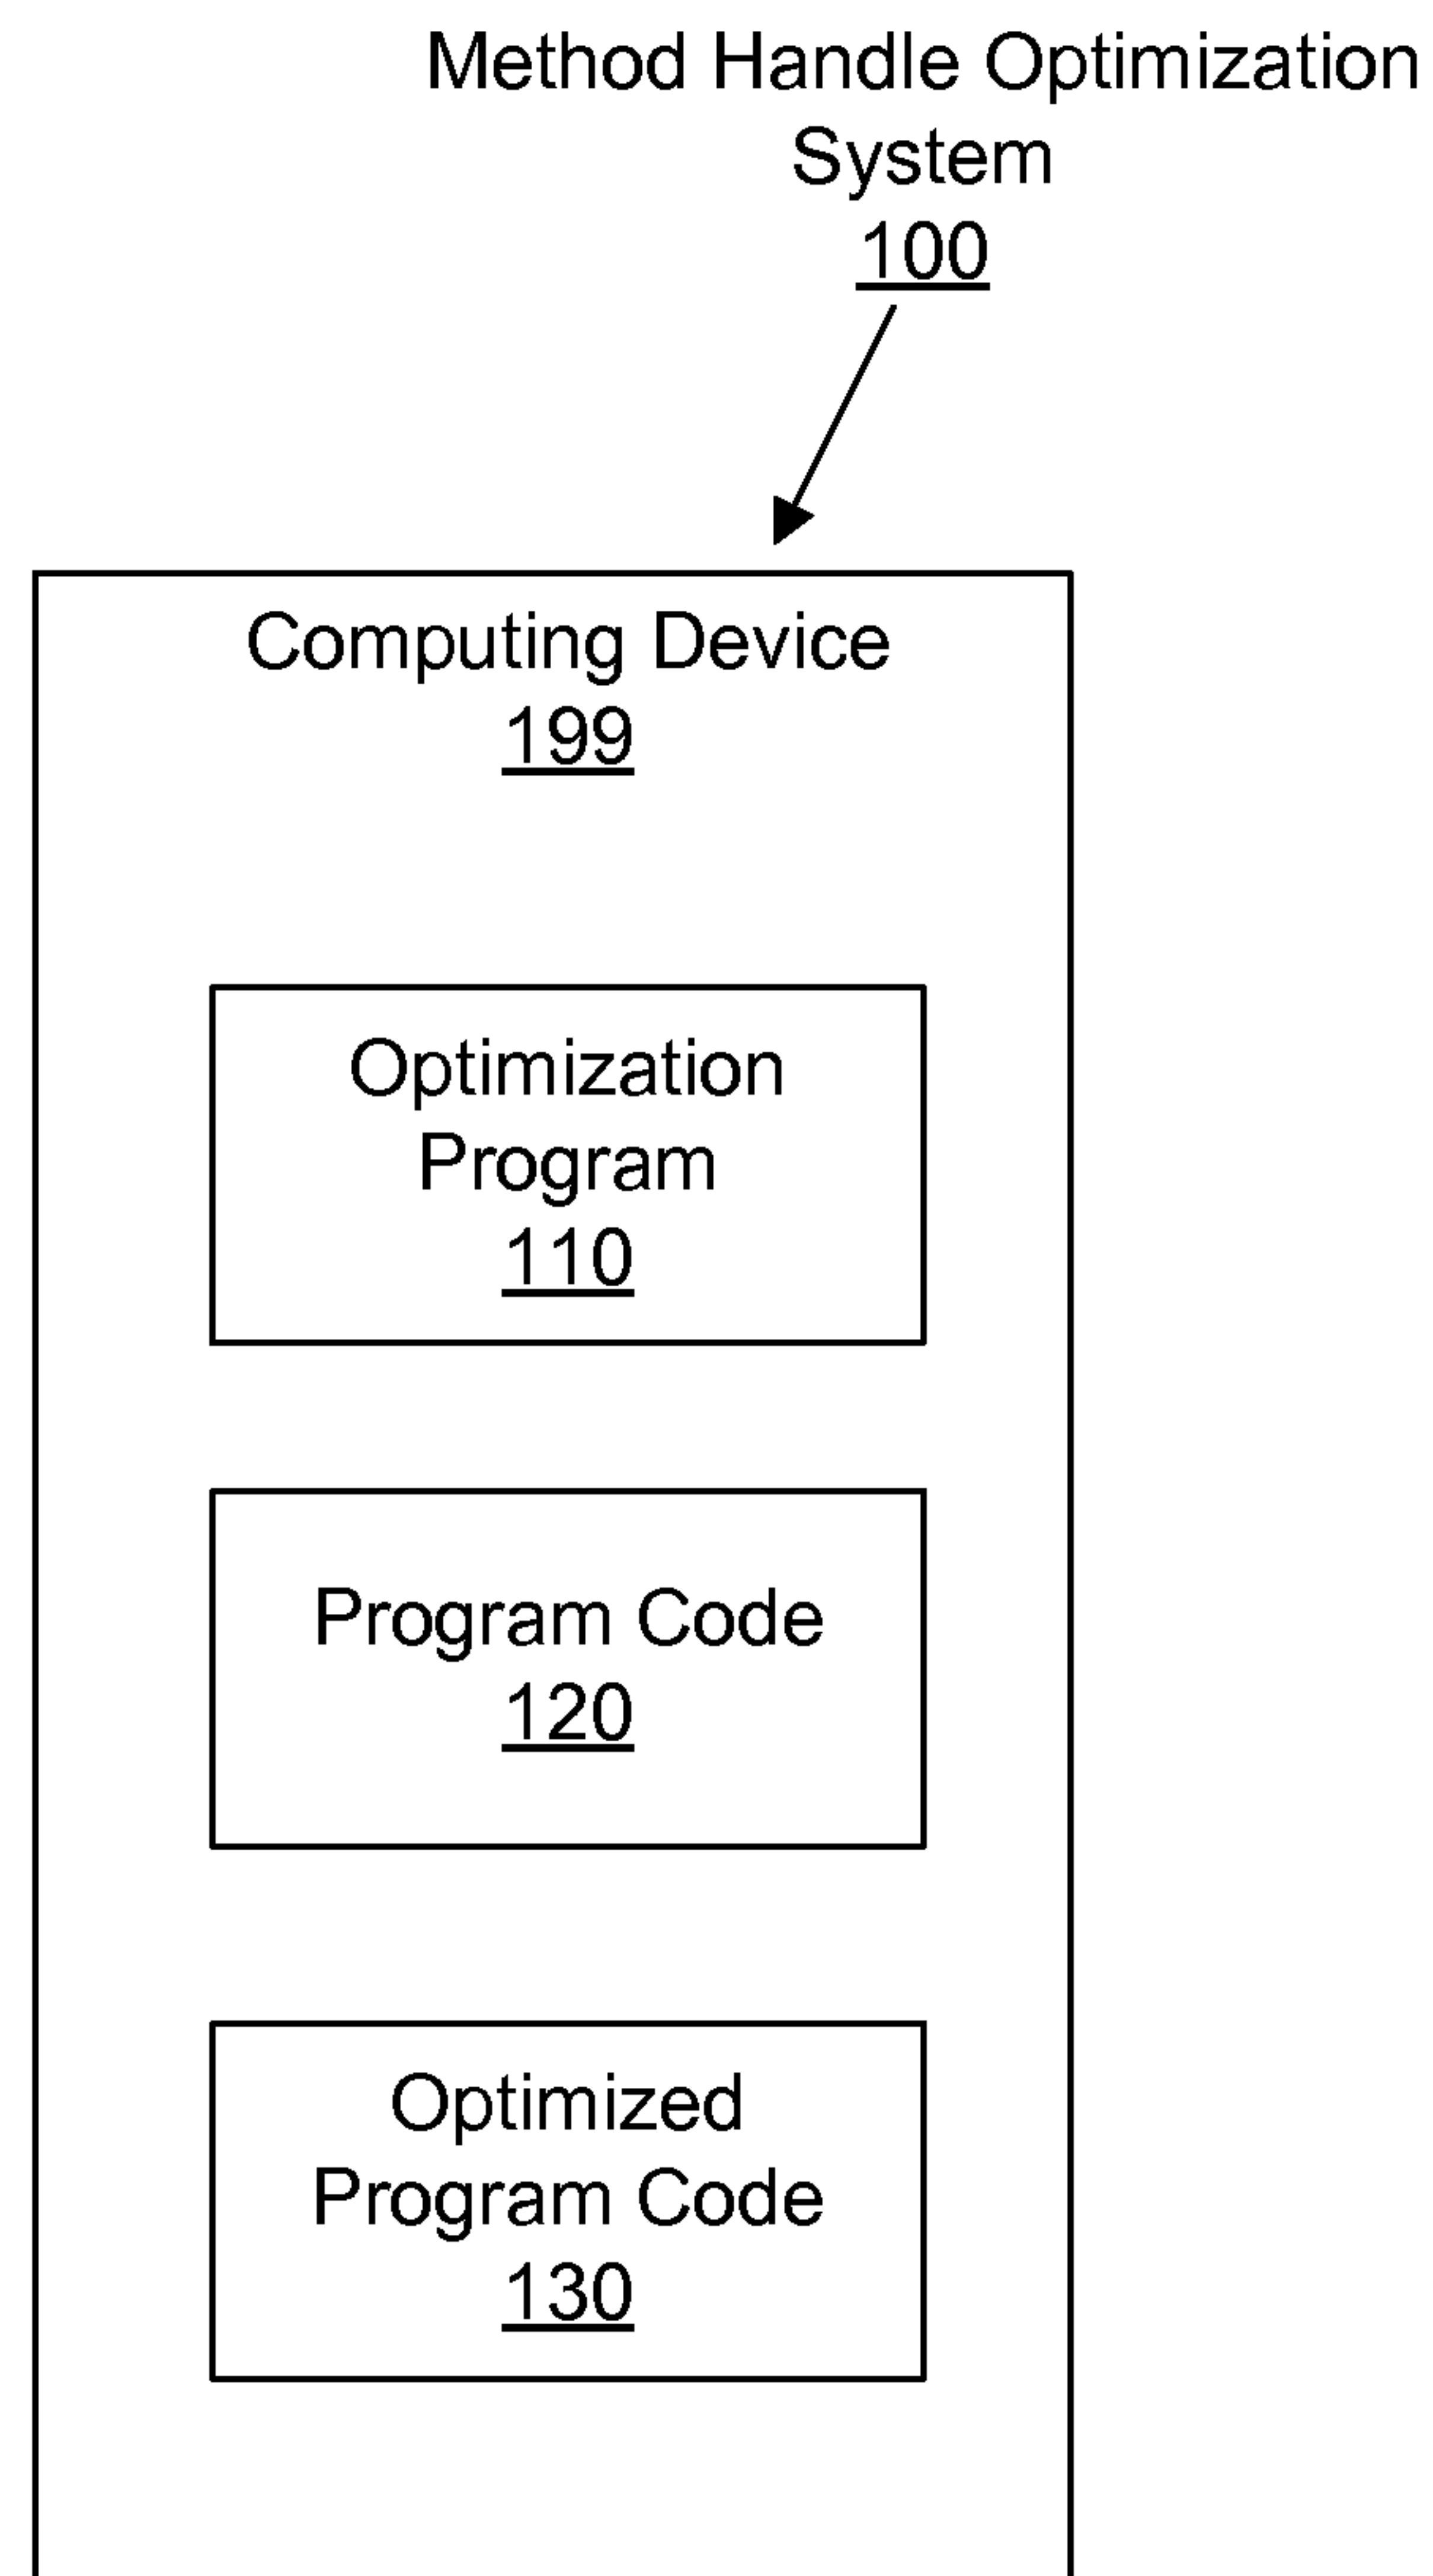 Method Handle Optimization
System
100
Computing Device
199
Optimization
Program
110
Program Code
120
Optimized
Program Code
130